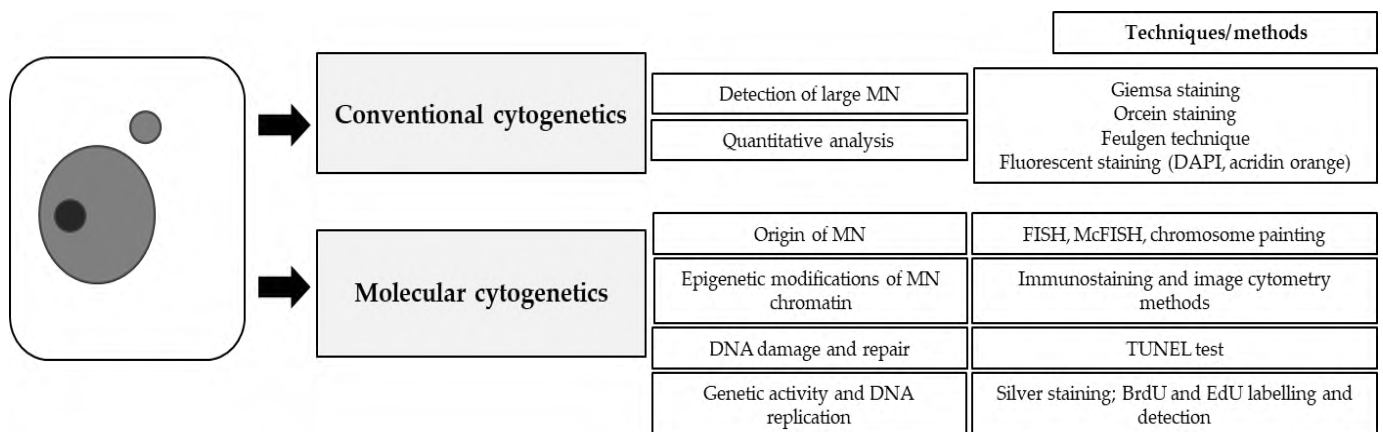 Techniques/methods
Conventional cytogenetics
Detection of large MN
Quantitative analysis
Giemsa staining
Orcein staining
Feulgen technique
Fluorescent staining (DAPI, acridin orange)
Molecular cytogenetics
Origin of MN
FISH, McFISH, chromosome painting
Epigenetic modifications of MN
chromatin
Immunostaining and image cytometry
methods
DNA damage and repair
TUNEL test
Genetic activity and DNA
replication
Silver staining; BrdU and EdU labelling and
detection